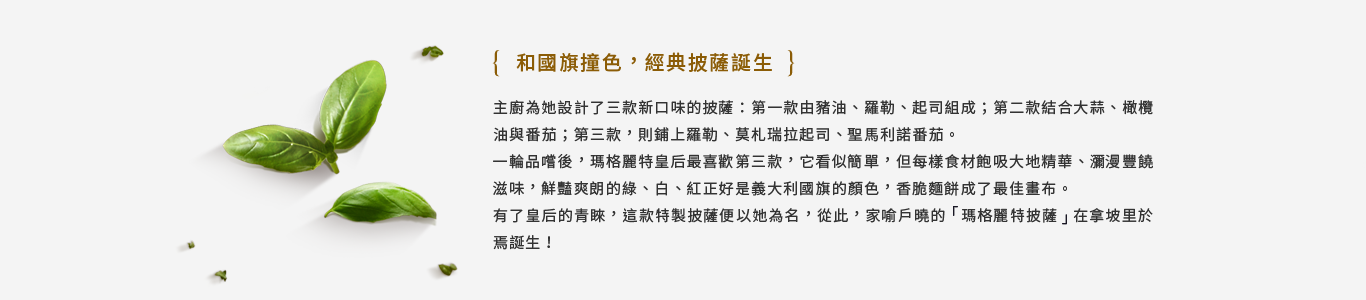 { 和國旗撞色，經典披薩誕生 }
主廚為她設計了三款新口味的披薩：第一款由豬油、羅勒、起司組成；第二款結合大蒜、橄欖
油與番茄；第三款，則鋪上羅勒、莫札瑞拉起司、聖馬利諾番茄。
一輪品嚐後，瑪格麗特皇后最喜歡第三款，它看似簡單，但每樣食材飽吸大地精華、瀰漫豐饒
滋味，鮮豔爽朗的綠、白、紅正好是義大利國旗的顏色，香脆麵餅成了最佳畫布。
有了皇后的青睞，這款特製披薩便以她為名，從此，家喻戶曉的「瑪格麗特披薩」在拿坡里於
焉誕生！